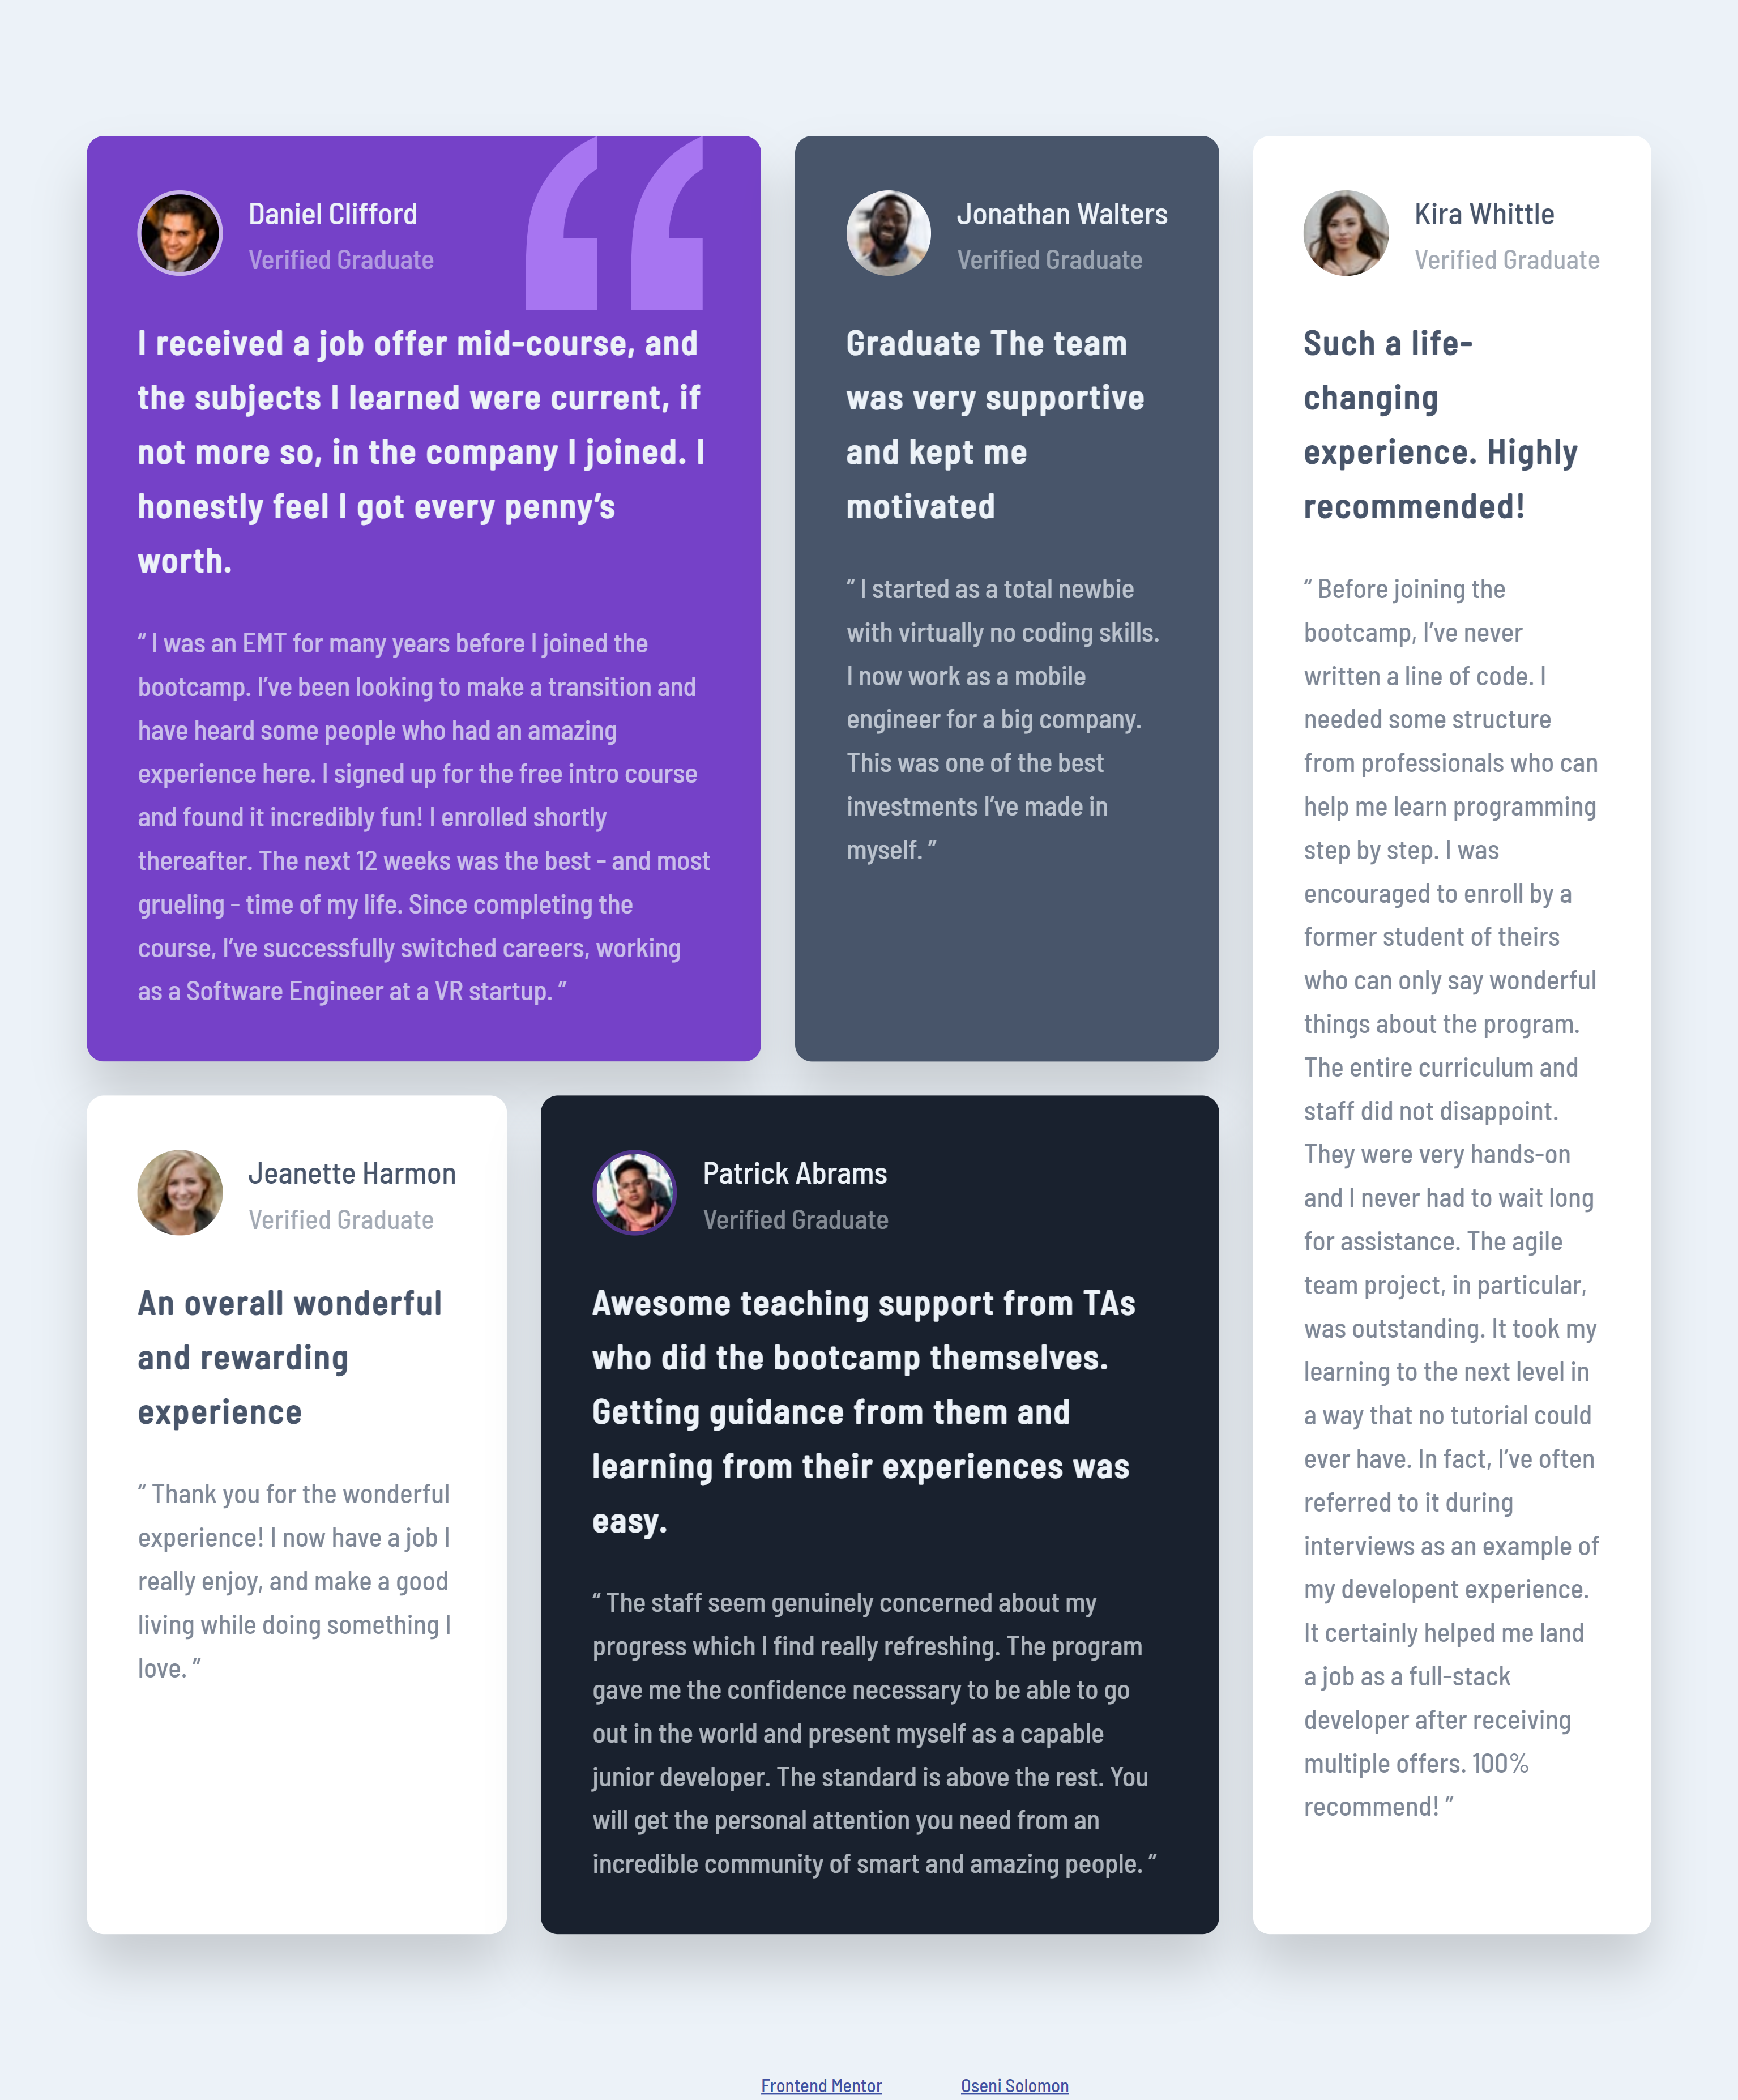 Daniel Clifford
Verified Graduate
I received a job offer mid-course, and
the subjects I learned were current, if
not more so, in the company I joined. I
honestly feel I got every penny’s
worth.
“ I was an EMT for many years before I joined the
bootcamp. I’ve been looking to make a transition and
have heard some people who had an amazing
experience here. I signed up for the free intro course
and found it incredibly fun! I enrolled shortly
thereafter. The next 12 weeks was the best - and most
grueling - time of my life. Since completing the
course, I’ve successfully switched careers, working
as a Software Engineer at a VR startup. ”
Jonathan Walters
Verified Graduate
Graduate The team
was very supportive
and kept me
motivated
“ I started as a total newbie
with virtually no coding skills.
I now work as a mobile
engineer for a big company.
This was one of the best
investments I’ve made in
myself. ”
Kira Whittle
Verified Graduate
Such a life-
changing
experience. Highly
recommended!
“ Before joining the
bootcamp, I’ve never
written a line of code. I
needed some structure
from professionals who can
help me learn programming
step by step. I was
encouraged to enroll by a
former student of theirs
who can only say wonderful
things about the program.
The entire curriculum and
staff did not disappoint.
They were very hands-on
and I never had to wait long
for assistance. The agile
team project, in particular,
was outstanding. It took my
learning to the next level in
a way that no tutorial could
ever have. In fact, I’ve often
referred to it during
interviews as an example of
my developent experience.
It certainly helped me land
a job as a full-stack
developer after receiving
multiple offers. 100%
recommend! ”
Jeanette Harmon
Verified Graduate
An overall wonderful
and rewarding
experience
“ Thank you for the wonderful
experience! I now have a job I
really enjoy, and make a good
living while doing something I
love. ”
Patrick Abrams
Verified Graduate
Awesome teaching support from TAs
who did the bootcamp themselves.
Getting guidance from them and
learning from their experiences was
easy.
“ The staff seem genuinely concerned about my
progress which I find really refreshing. The program
gave me the confidence necessary to be able to go
out in the world and present myself as a capable
junior developer. The standard is above the rest. You
will get the personal attention you need from an
incredible community of smart and amazing people. ”
Frontend Mentor
Oseni Solomon